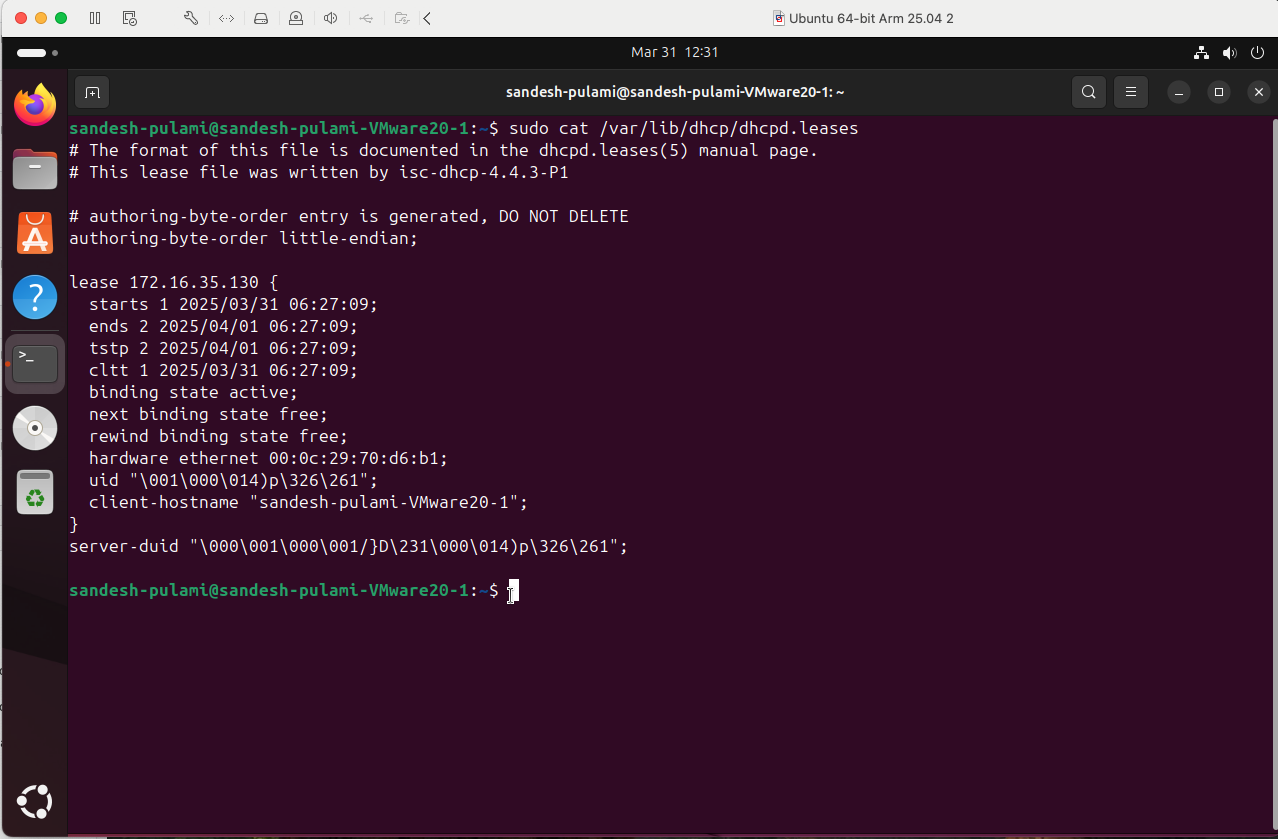 Ubuntu 64-bit Arm 25.04 2
Mar 31 12:31
sandesh-pulami@sandesh-pulami-VMware20-1: ~
sandesh-pulami@sandesh-pulami-VMware20-1:~$ sudo cat /var/lib/dhcp/dhcpd.leases
# The format of this file is documented in the dhcpd.leases(5) manual page.
# This lease file was written by isc-dhcp-4.4.3-P1
# authoring-byte-order entry is generated, DO NOT DELETE
authoring-byte-order little-endian;
lease 172.16.35.130 {
  starts 1 2025/03/31 06:27:09;
  ends 2 2025/04/01 06:27:09;
  tstp 2 2025/04/01 06:27:09;
  cltt 1 2025/03/31 06:27:09;
  binding state active;
  next binding state free;
  rewind binding state free;
  hardware ethernet 00:0c:29:70:d6:b1;
  uid "\001\000\014)p\326\261";
  client-hostname "sandesh-pulami-VMware20-1";
}
server-duid "\000\001\000\001/}D\231\000\014)p\326\261";
sandesh-pulami@sandesh-pulami-VMware20-1:~$